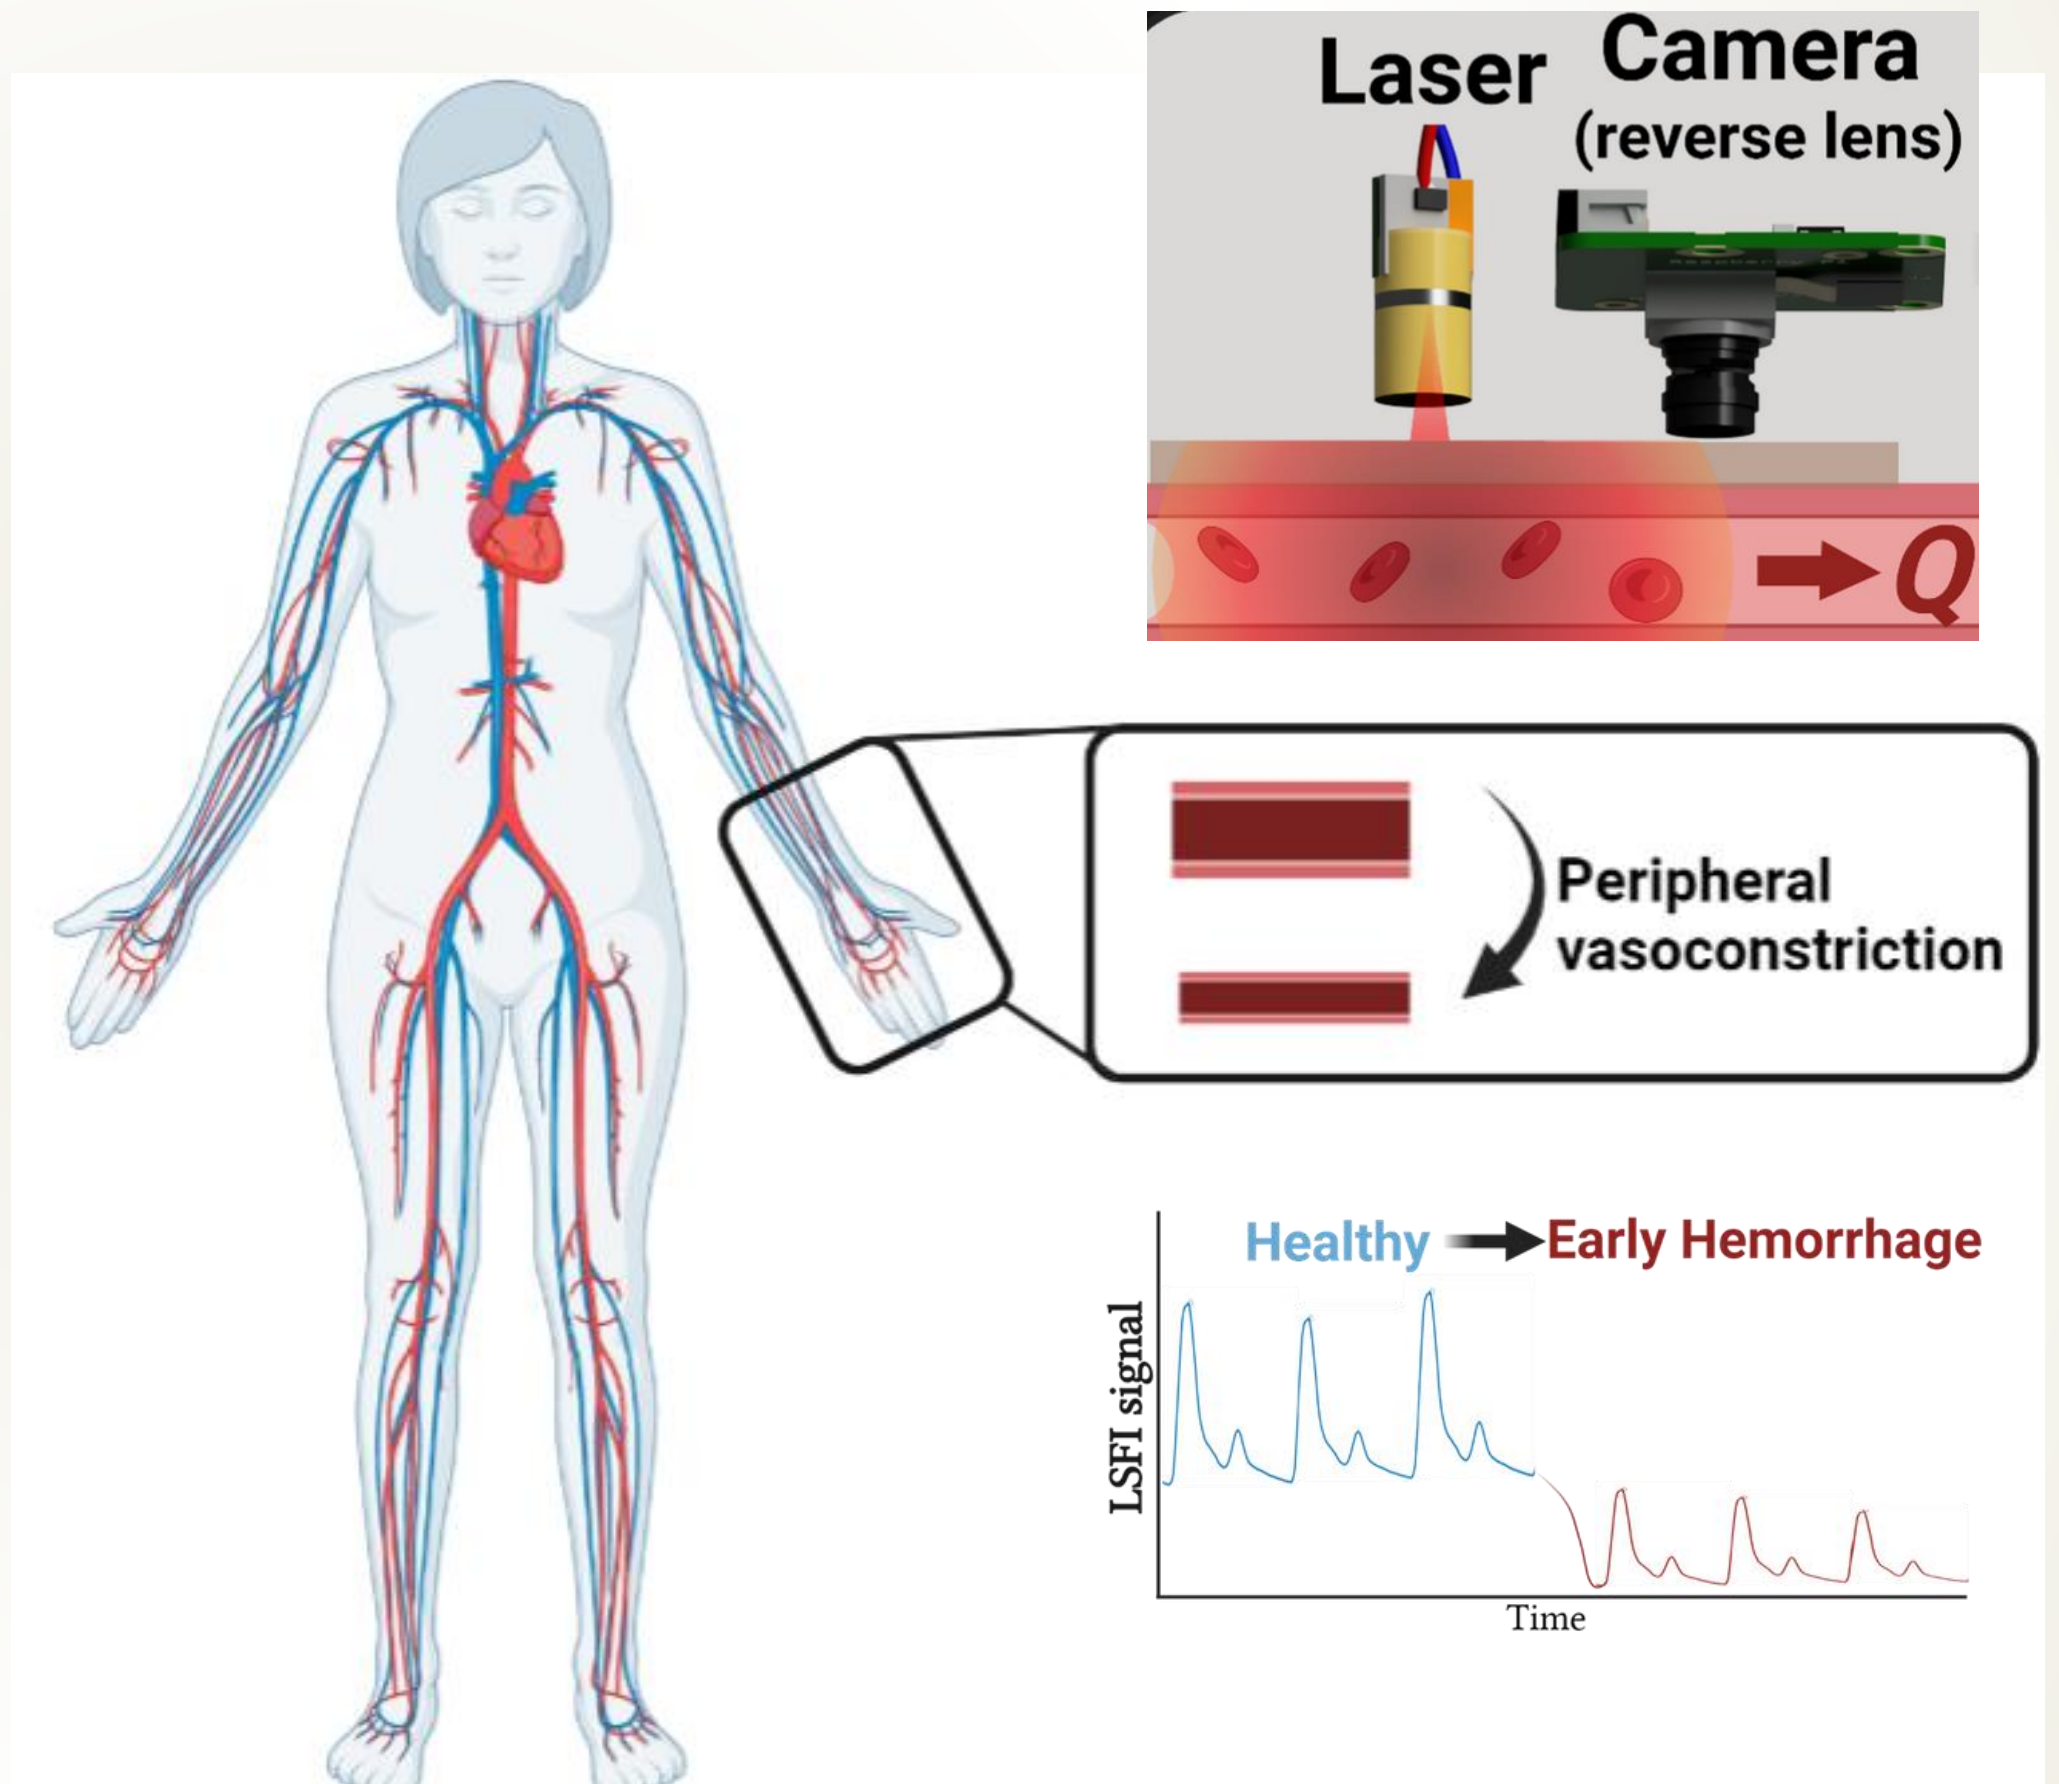 Laser
Camera
(reverse lens)
Q
Peripheral
vasoconstriction
Healthy
Early Hemorrhage
LSFI signal
Time